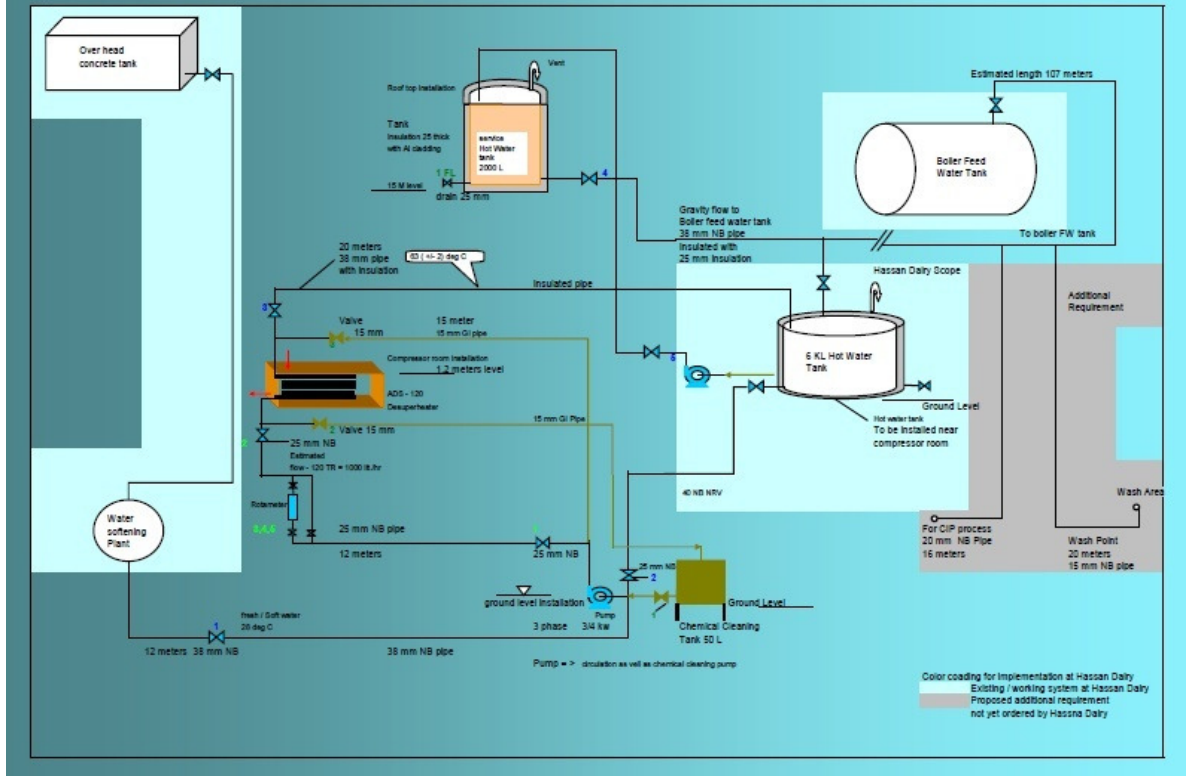 Over head
concrete tank
Vent
Roof top Installation
Tank
Insulation 25 thick
with Al cladding
service
Hot Water
tank
2000 L
1 FL
15 M level
drain 25 mm
4
Estimated length 107 meters
Boiler Feed
Water Tank
To boiler FW tank
Gravity flow to
Boiler feed water tank
38 mm NB pipe
Insulated with
25 mm Insulation
20 meters
38 mm pipe
with Insulation
63 ( +/- 2) deg C
Insulated pipe
Hassan Dairy Scope
Additional
Requirement
3
Valve
15 mm
15 meter
15 mm GI pipe
Compressor room Installation
1.2 meters level
ADS - 120
Desuperheater
5
6 KL Hot Water
Tank
Ground Level
Hot water tank
To be Installed near
compressor room
15 mm GI Pipe
2 Valve 15 mm
2
25 mm NB
Estimated
flow - 120 TR = 1000 lit./hr
Rotameter
3,4,5
25 mm NB pipe
12 meters
25 mm NB
40 NB NRV
25 mm NB
2
Water
softening
Plant
ground level Installation
Pump
3 phase 3/4 kw
1
Ground Level
Chemical Cleaning
Tank 50 L
Wash Area
For CIP process
20 mm NB Pipe
16 meters
Wash Point
20 meters
15 mm NB pipe
fresh / Soft water
28 deg C
1
12 meters 38 mm NB
38 mm NB pipe
Pump = > circulation as vell as chemical cleaning pump
Color coading for Implementation at Hassan Dairy
Existing / working system at Hassan Dairy
Proposed additional requirement
not yet ordered by Hassna Dairy